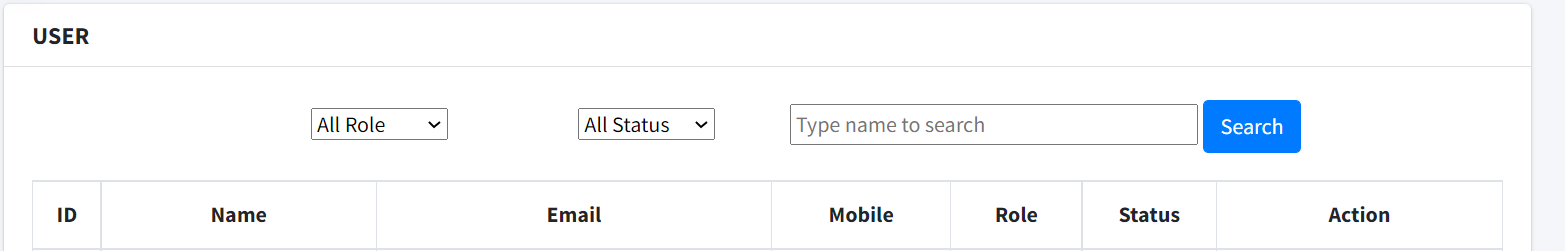 USER
All Role All Status Type name to search Search
ID Name Email Mobile Role Status Action